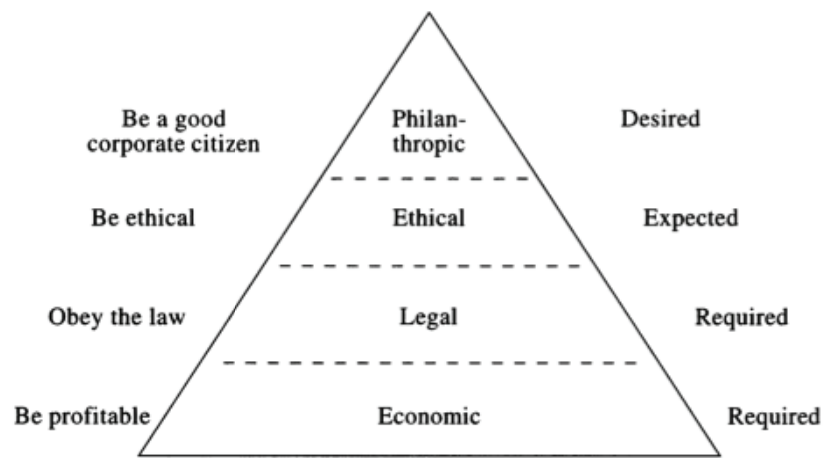 Be a good
corporate citizen
Philan-
thropic
Desired
Be ethical
Ethical
Expected
Obey the law
Legal
Required
Be profitable
Economic
Required